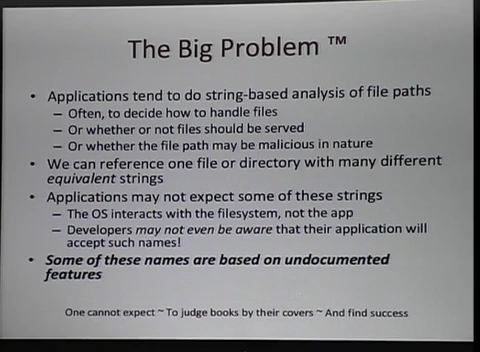 The Big Problem ™
• Applications tend to do string-based analysis of file paths
– Often, to decide how to handle files
– Or whether or not files should be served
– Or whether the file path may be malicious in nature
• We can reference one file or directory with many different
equivalent strings
• Applications may not expect some of these strings
– The OS interacts with the filesystem, not the app
– Developers may not even be aware that their application will
accept such names!
• Some of these names are based on undocumented
features
One cannot expect ~ To judge books by their covers ~ And find success